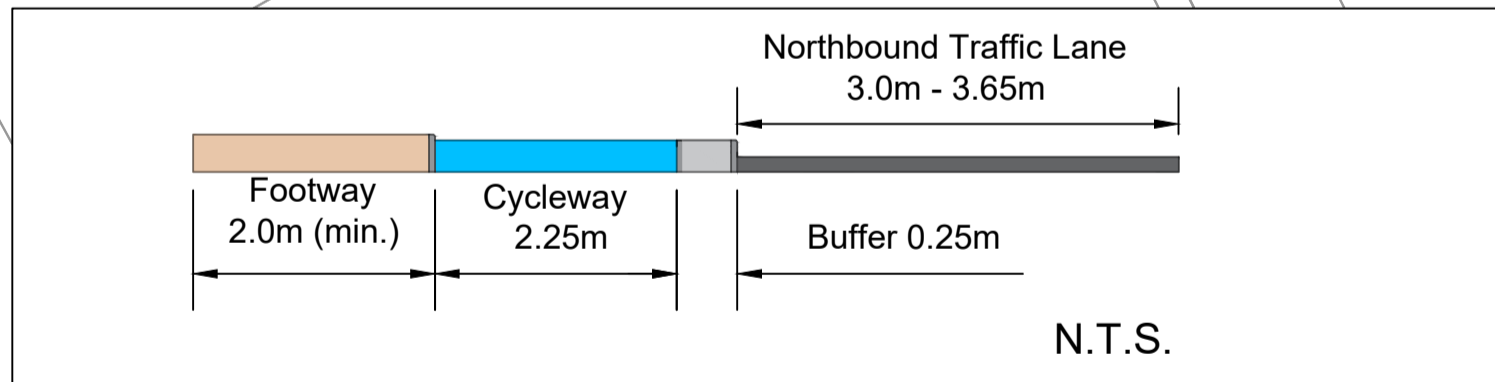 Northbound Traffic Lane
3.0m - 3.65m
Footway
2.0m (min.)
Cycleway
2.25m
Buffer 0.25m
N.T.S.